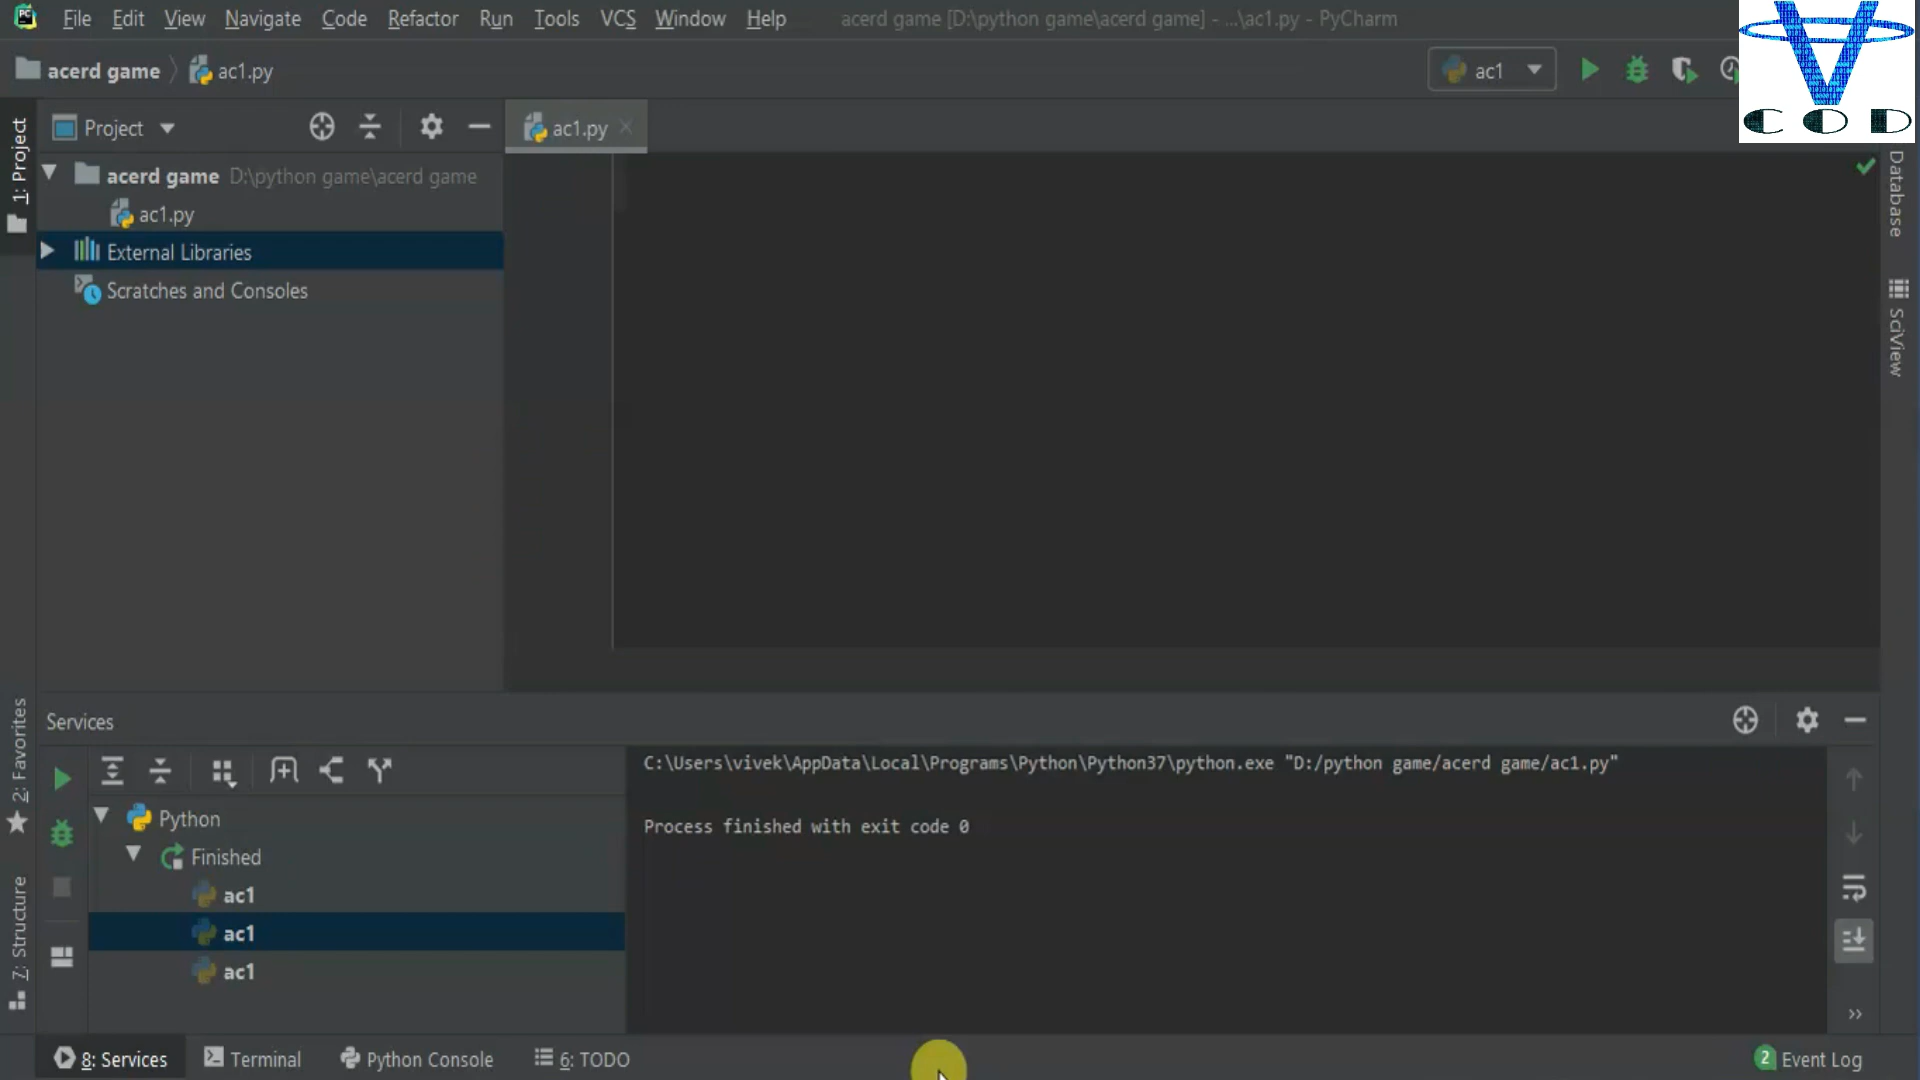 File Edit View Navigate Code Refactor Run Tools VCS Window Help acerd game [D:\python game\acerd game] - ...\ac1.py - PyCharm
acerd game ac1.py ac1
COD
1: Project
Project
ac1.py
acerd game D:\python game\acerd game
ac1.py
External Libraries
Scratches and Consoles
Database
SciView
2: Favorites
7: Structure
Services
Python
Finished
ac1
ac1
ac1
C:\Users\vivek\AppData\Local\Programs\Python\Python37\python.exe "D:/python game/acerd game/ac1.py"
Process finished with exit code 0
8: Services Terminal Python Console 6: TODO 2 Event Log